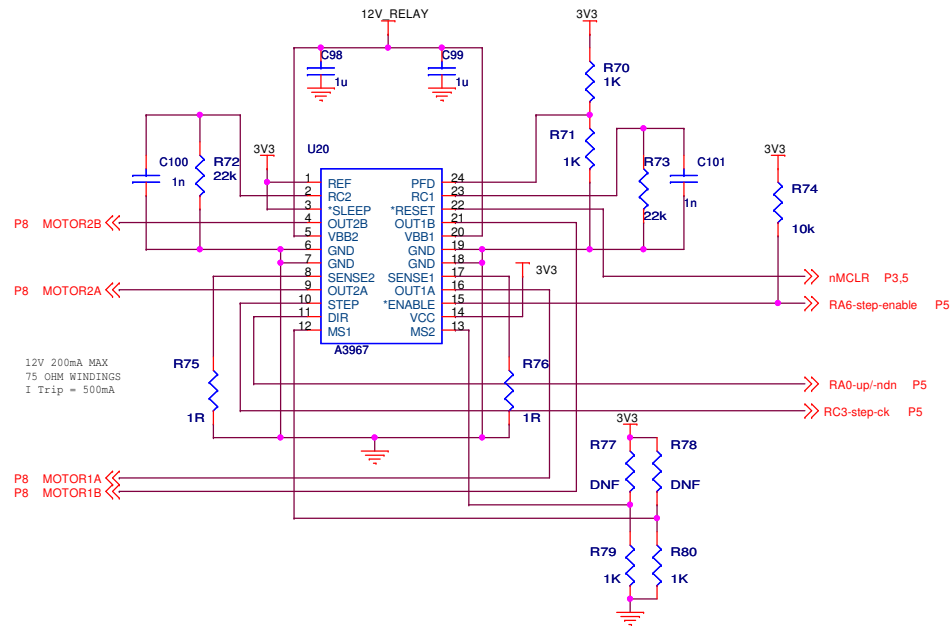 12V_RELAY
3V3
C98
1u
C99
1u
R70
1K
R71
1K
U20
3V3
C100
1n
R72
22k
R73
22k
C101
1n
3V3
R74
10k
1 REF PFD 24
2 RC2 RC1 23
3 *SLEEP *RESET 22
4 OUT2B OUT1B 21
5 VBB2 VBB1 20
6 GND GND 19
7 GND GND 18
8 SENSE2 SENSE1 17
9 OUT2A OUT1A 16
10 STEP *ENABLE 15
11 DIR VCC 14
12 MS1 MS2 13
A3967
3V3
P8 MOTOR2B
P8 MOTOR2A
nMCLR P3,5
RA6-step-enable P5
12V 200mA MAX
75 OHM WINDINGS
I Trip = 500mA
R75
1R
R76
1R
RA0-up/-ndn P5
RC3-step-ck P5
3V3
R77
DNF
R78
DNF
P8 MOTOR1A
P8 MOTOR1B
R79
1K
R80
1K